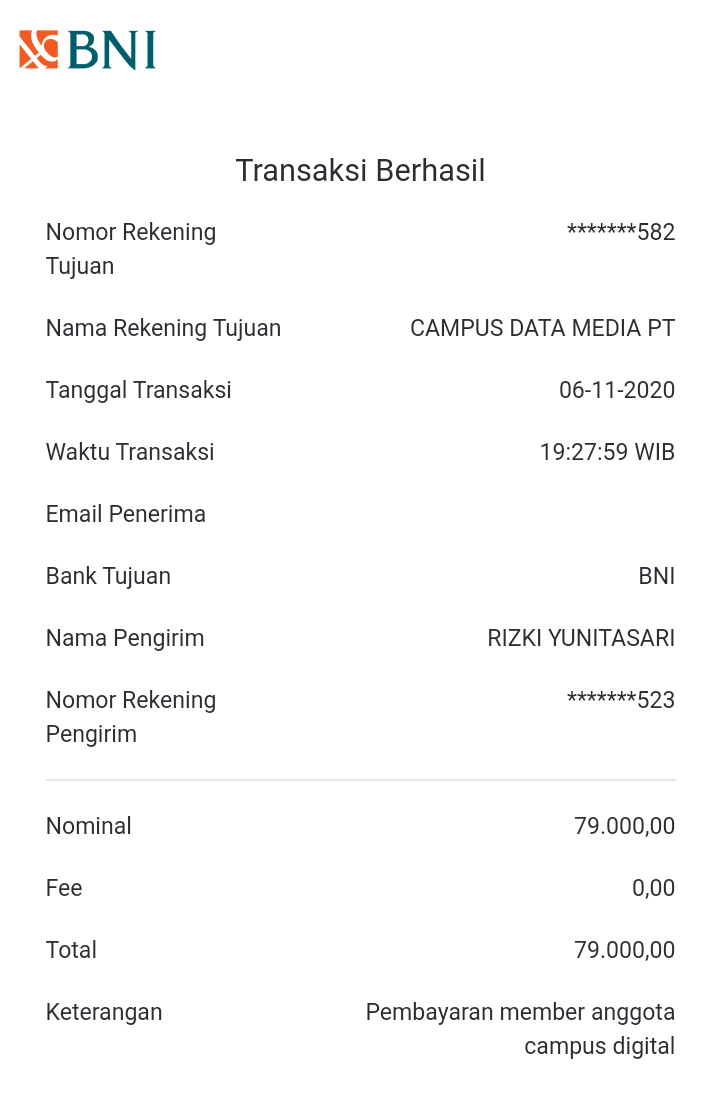 BNI
Transaksi Berhasil
Nomor Rekening Tujuan *******582
Nama Rekening Tujuan CAMPUS DATA MEDIA PT
Tanggal Transaksi 06-11-2020
Waktu Transaksi 19:27:59 WIB
Email Penerima
Bank Tujuan BNI
Nama Pengirim RIZKI YUNITASARI
Nomor Rekening Pengirim *******523
Nominal 79.000,00
Fee 0,00
Total 79.000,00
Keterangan Pembayaran member anggota
campus digital